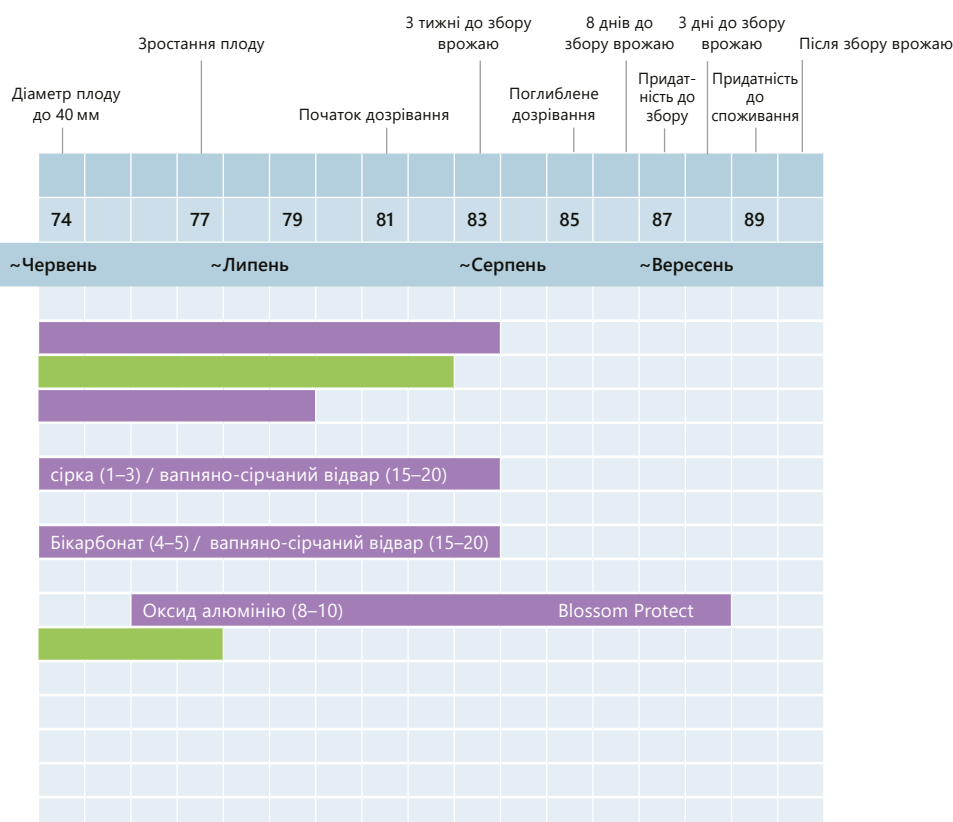 3 тижні до збору
врожаю
8 днів до
збору врожаю
3 дні до збору
врожаю
Після збору врожаю
Зростання плоду
Придат-
ність до
збору
Придатність
до
споживання
Діаметр плоду
до 40 мм
Початок дозрівання
Поглиблене
дозрівання
74 77 79 81 83 85 87 89
~Червень ~Липень ~Серпень ~Вересень
сірка (1–3) / вапняно-сірчаний відвар (15–20)
Бікарбонат (4–5) / вапняно-сірчаний відвар (15–20)
Оксид алюмінію (8–10) Blossom Protect